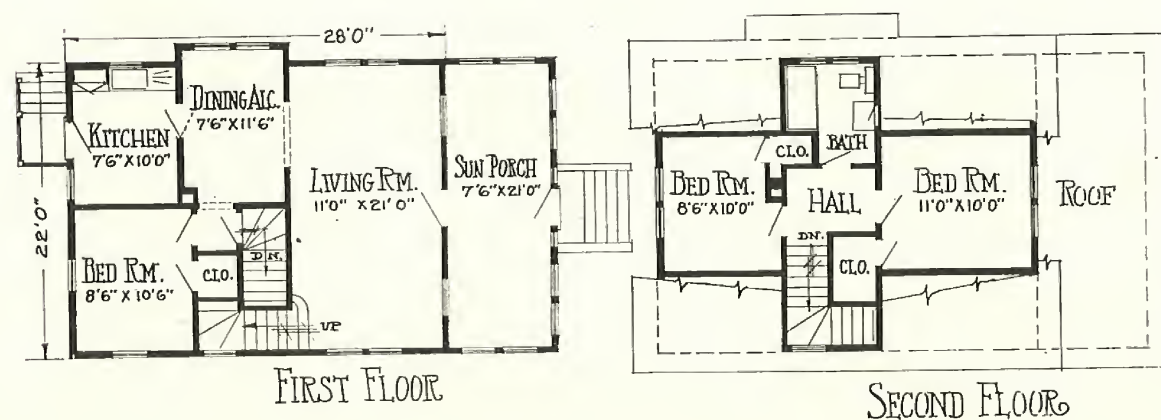 28'0"
22'0"
KITCHEN
7'6"X10'0"
DINING ALC.
7'6"X11'6"
LIVING RM.
11'0" X 21'0"
SUN PORCH
7'6"X21'0"
BED RM.
8'6" X 10'6"
CLO.
DN.
UP
FIRST FLOOR
BED RM.
8'6"X10'0"
CLO.
BATH
HALL
BED RM.
11'0"X10'0"
ROOF
DN.
CLO.
SECOND FLOOR